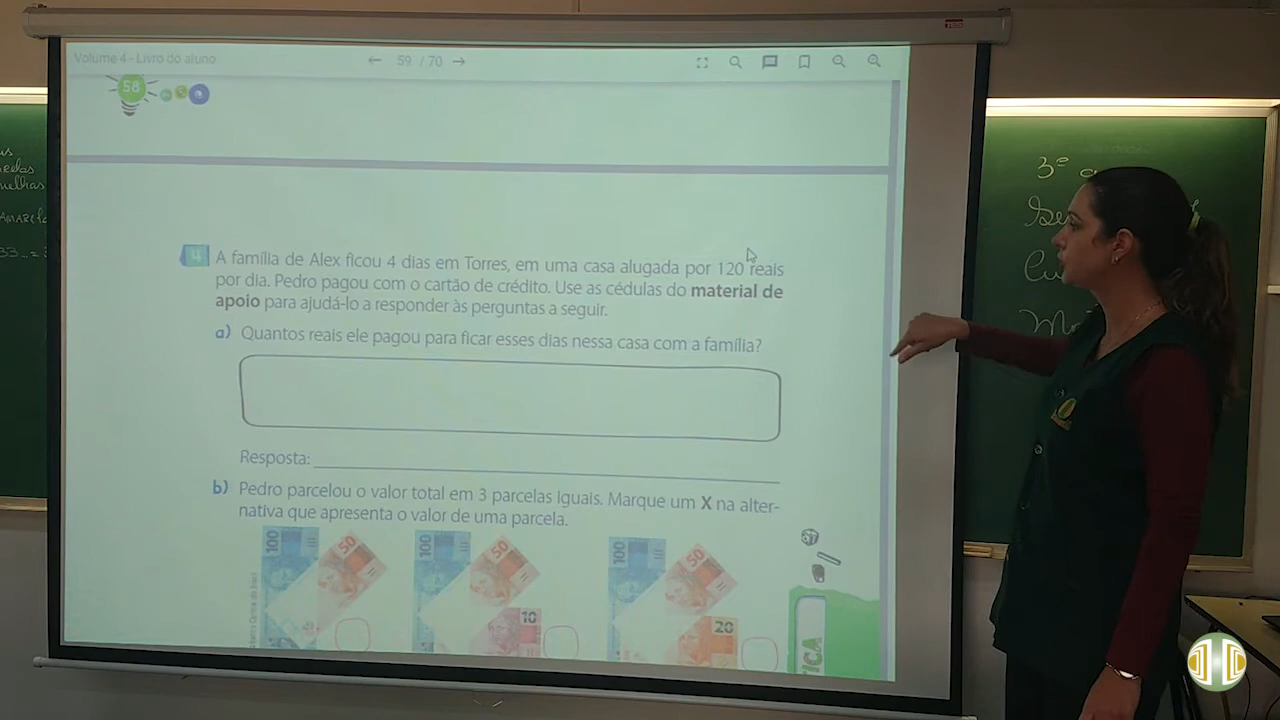 Volume 4 - Livro do aluno
59 / 70
58
4 A família de Alex ficou 4 dias em Torres, em uma casa alugada por 120 reais
por dia. Pedro pagou com o cartão de crédito. Use as cédulas do material de
apoio para ajudá-lo a responder às perguntas a seguir.
a) Quantos reais ele pagou para ficar esses dias nessa casa com a família?
Resposta:
b) Pedro parcelou o valor total em 3 parcelas iguais. Marque um X na alter-
nativa que apresenta o valor de uma parcela.
100 50
100 50 10
100 50 20
3º